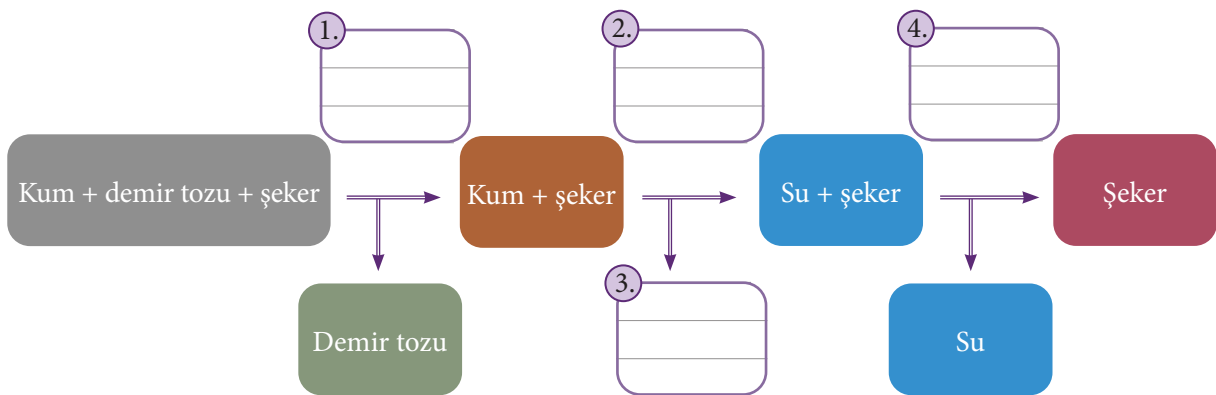 1.
2.
4.
Kum + demir tozu + şeker
Kum + şeker
Su + şeker
Şeker
3.
Demir tozu
Su